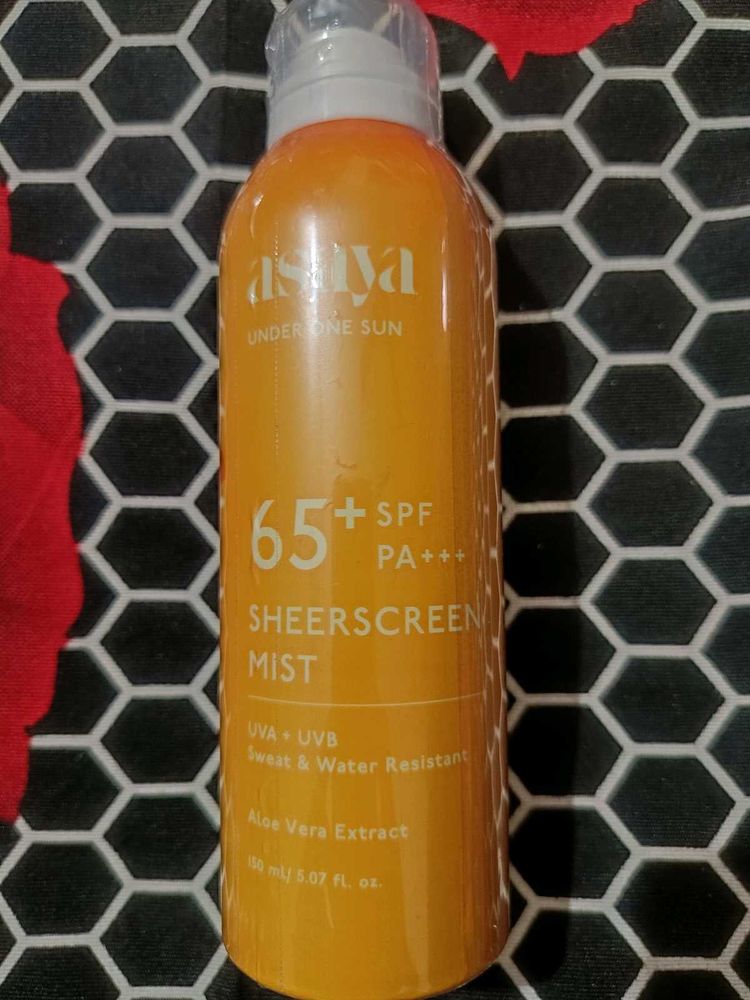 asaya
UNDER ONE SUN
65+ SPF
PA+++
SHEERSCREEN
MiST
UVA + UVB
Sweat & Water Resistant
Aloe Vera Extract
150 ml/ 5.07 fl. oz.